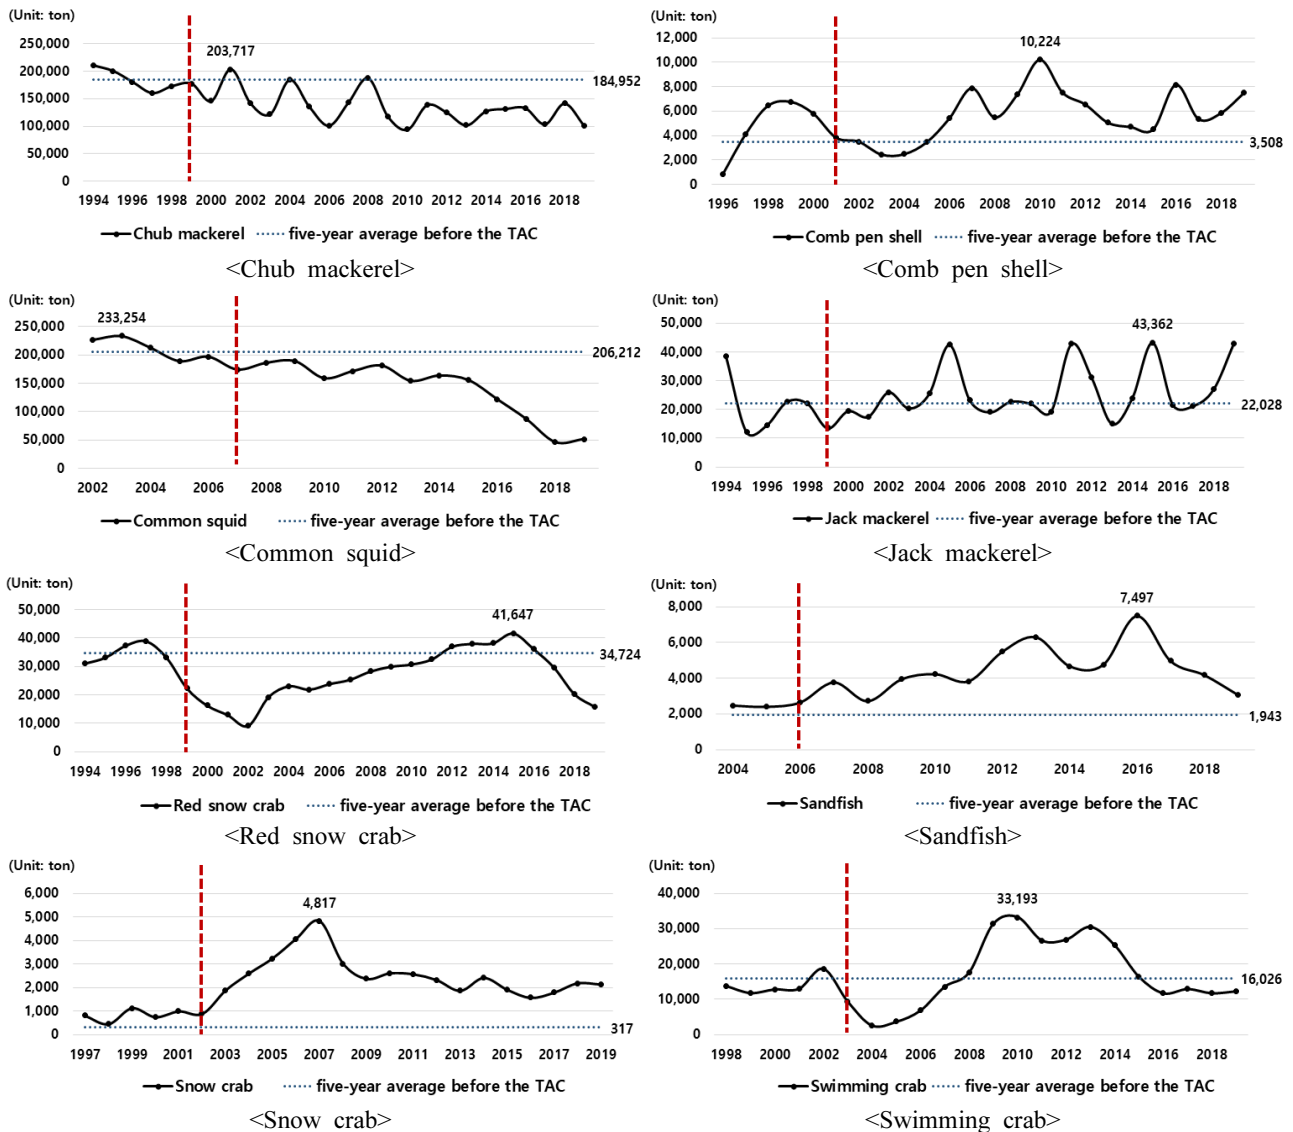 (Unit: ton)
250,000
203,717
200,000
184,952
150,000
100,000
50,000
0
1994 1996 1998 2000 2002 2004 2006 2008 2010 2012 2014 2016 2018
Chub mackerel five-year average before the TAC
<Chub mackerel>
(Unit: ton)
12,000
10,224
10,000
8,000
6,000
4,000
3,508
2,000
0
1996 1998 2000 2002 2004 2006 2008 2010 2012 2014 2016 2018
Comb pen shell five-year average before the TAC
<Comb pen shell>
(Unit: ton)
233,254
250,000
206,212
200,000
150,000
100,000
50,000
0
2002 2004 2006 2008 2010 2012 2014 2016 2018
Common squid five-year average before the TAC
<Common squid>
(Unit: ton)
50,000
43,362
40,000
30,000
22,028
20,000
10,000
0
1994 1996 1998 2000 2002 2004 2006 2008 2010 2012 2014 2016 2018
Jack mackerel five-year average before the TAC
<Jack mackerel>
(Unit: ton)
50,000
41,647
40,000
34,724
30,000
20,000
10,000
0
1994 1996 1998 2000 2002 2004 2006 2008 2010 2012 2014 2016 2018
Red snow crab five-year average before the TAC
<Red snow crab>
(Unit: ton)
8,000
7,497
6,000
4,000
2,000
1,943
0
2004 2006 2008 2010 2012 2014 2016 2018
Sandfish five-year average before the TAC
<Sandfish>
(Unit: ton)
6,000
4,817
5,000
4,000
3,000
2,000
1,000
317
0
1997 1999 2001 2003 2005 2007 2009 2011 2013 2015 2017 2019
Snow crab five-year average before the TAC
<Snow crab>
(Unit: ton)
40,000
33,193
30,000
20,000
16,026
10,000
0
1998 2000 2002 2004 2006 2008 2010 2012 2014 2016 2018
Swimming crab five-year average before the TAC
<Swimming crab>